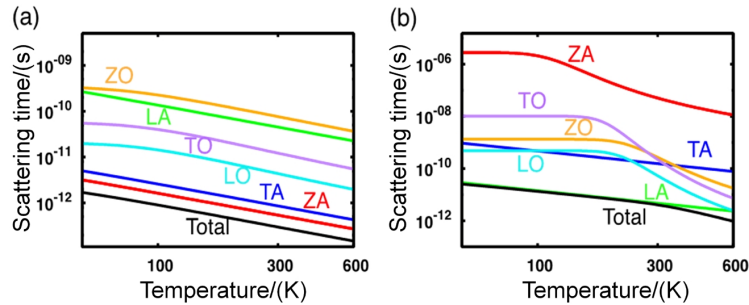 (a)
Scattering time/(s)
10-09
10-10
10-11
10-12
ZO
LA
TO
LO
TA
ZA
Total
100
300
600
Temperature/(K)
(b)
Scattering time/(s)
10-06
10-08
10-10
10-12
ZA
TO
ZO
TA
LO
LA
Total
100
300
600
Temperature/(K)